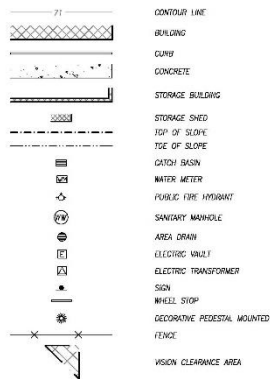 21 CONTOUR LINE
BUILDING
CURB
CONCRETE
STORAGE BUILDING
STORAGE SHED
TOP OF SLOPE
TOE OF SLOPE
CATCH BASIN
WATER METER
PUBLIC FIRE HYDRANT
SANITARY MANHOLE
AREA DRAIN
E ELECTRIC VAULT
ELECTRIC TRANSFORMER
SIGN
WHEEL STOP
DECORATIVE PEDESTAL MOUNTED
FENCE
VISION CLEARANCE AREA